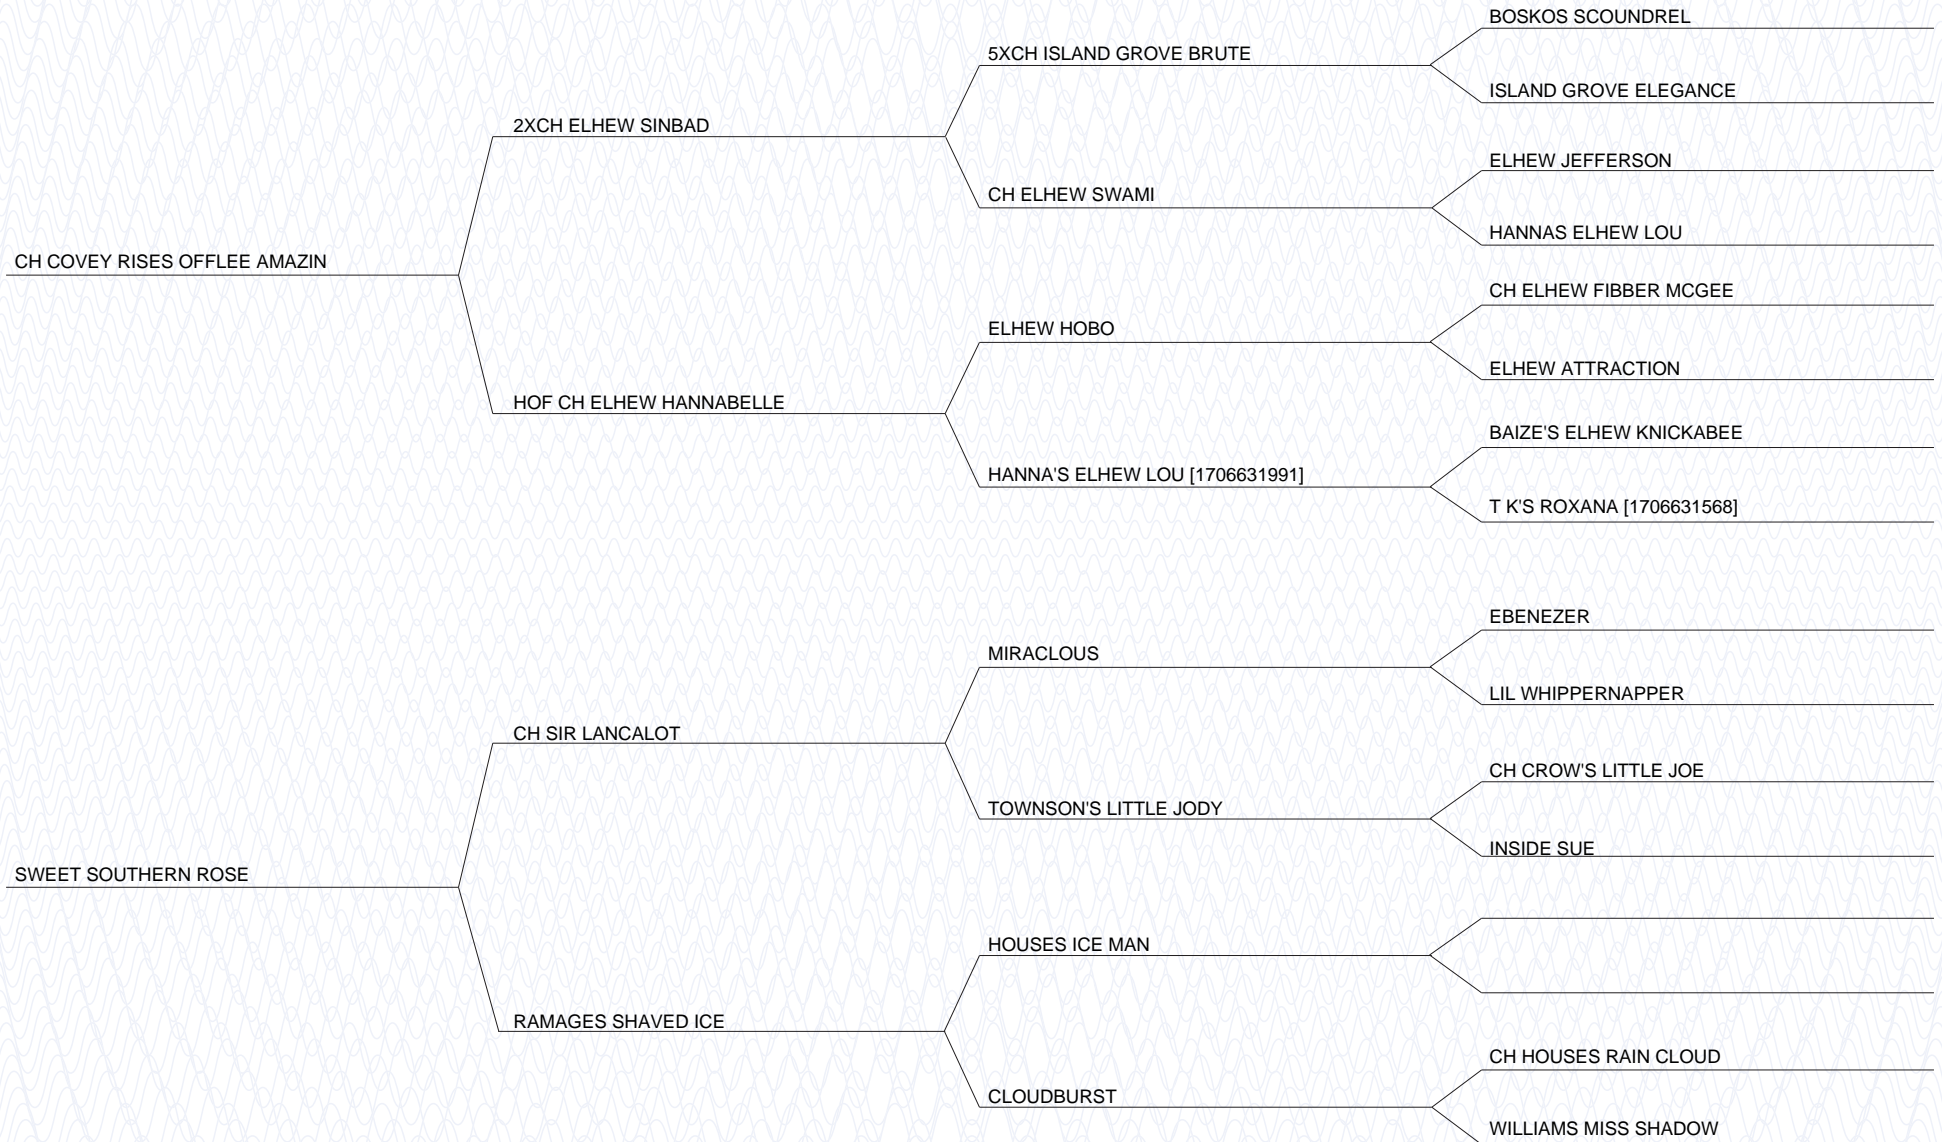 BOSKOS SCOUNDREL
5XCH ISLAND GROVE BRUTE
ISLAND GROVE ELEGANCE
2XCH ELHEW SINBAD
ELHEW JEFFERSON
CH ELHEW SWAMI
HANNAS ELHEW LOU
CH COVEY RISES OFFLEE AMAZIN
CH ELHEW FIBBER MCGEE
ELHEW HOBO
ELHEW ATTRACTION
HOF CH ELHEW HANNABELLE
BAIZE'S ELHEW KNICKABEE
HANNA'S ELHEW LOU [1706631991]
T K'S ROXANA [1706631568]
EBENEZER
MIRACLOUS
LIL WHIPPERNAPPER
CH SIR LANCALOT
CH CROW'S LITTLE JOE
TOWNSON'S LITTLE JODY
INSIDE SUE
SWEET SOUTHERN ROSE
HOUSES ICE MAN
RAMAGES SHAVED ICE
CH HOUSES RAIN CLOUD
CLOUDBURST
WILLIAMS MISS SHADOW